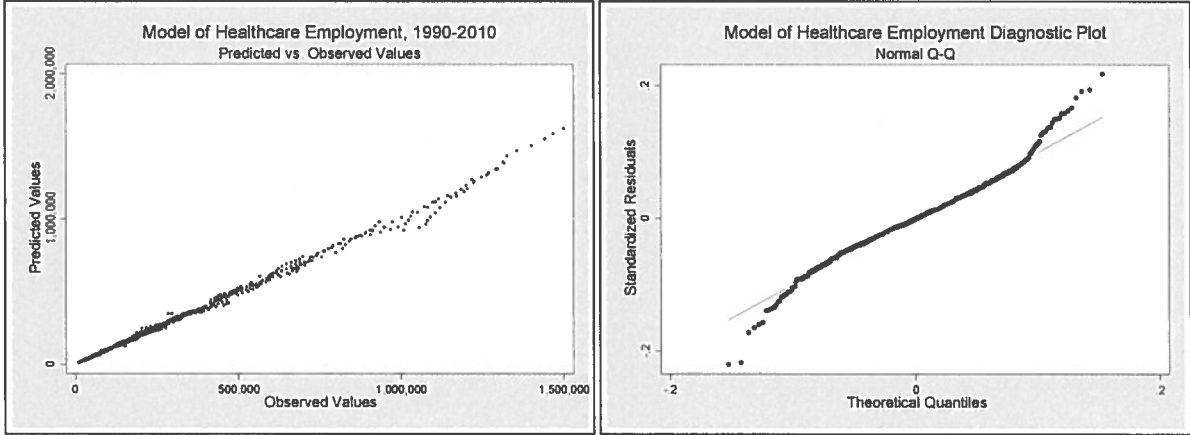 Model of Healthcare Employment, 1990-2010
Predicted vs. Observed Values
Predicted Values
2,000,000
1,000,000
0
0
500,000
1,000,000
1,500,000
Observed Values
Model of Healthcare Employment Diagnostic Plot
Normal Q-Q
Standardized Residuals
.2
0
-.2
-.2
0
.2
Theoretical Quantiles